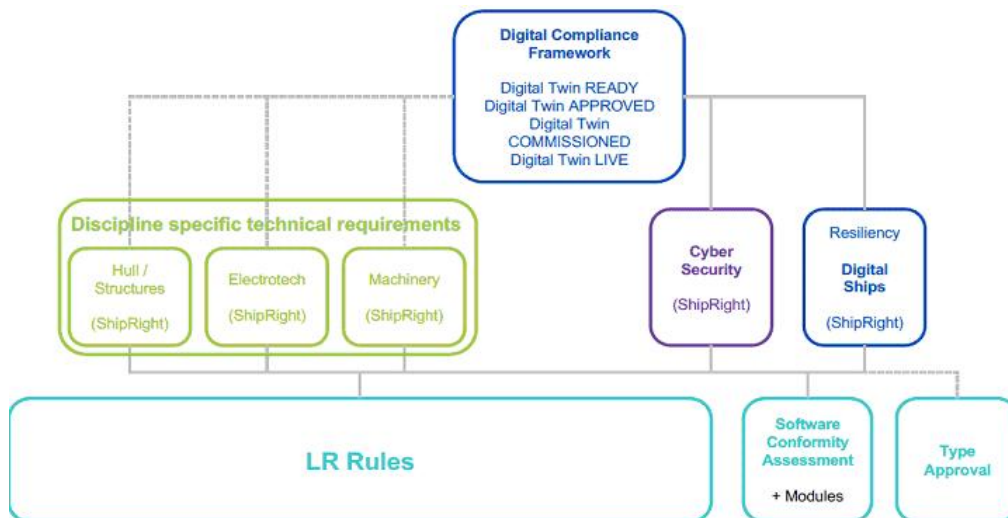 Digital Compliance
Framework
Digital Twin READY
Digital Twin APPROVED
Digital Twin
COMMISSIONED
Digital Twin LIVE
Discipline specific technical requirements
Hull /
Structures
(ShipRight)
Electrotech
(ShipRight)
Machinery
(ShipRight)
Cyber
Security
(ShipRight)
Resiliency
Digital
Ships
(ShipRight)
LR Rules
Software
Conformity
Assessment
+ Modules
Type
Approval